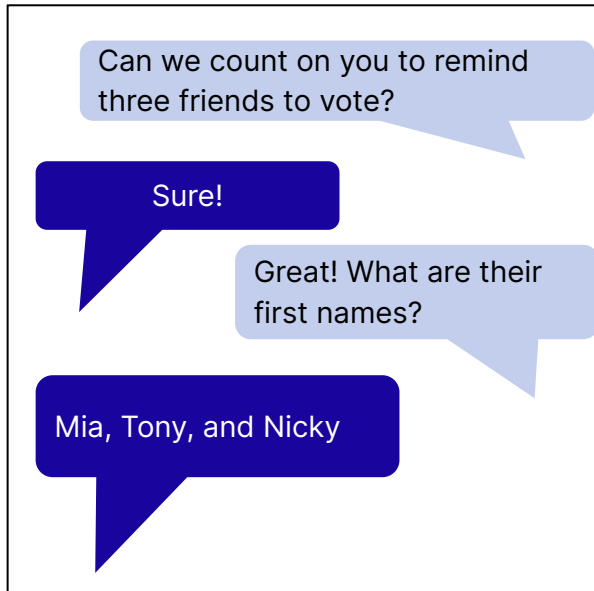 Can we count on you to remind
three friends to vote?
Sure!
Great! What are their
first names?
Mia, Tony, and Nicky